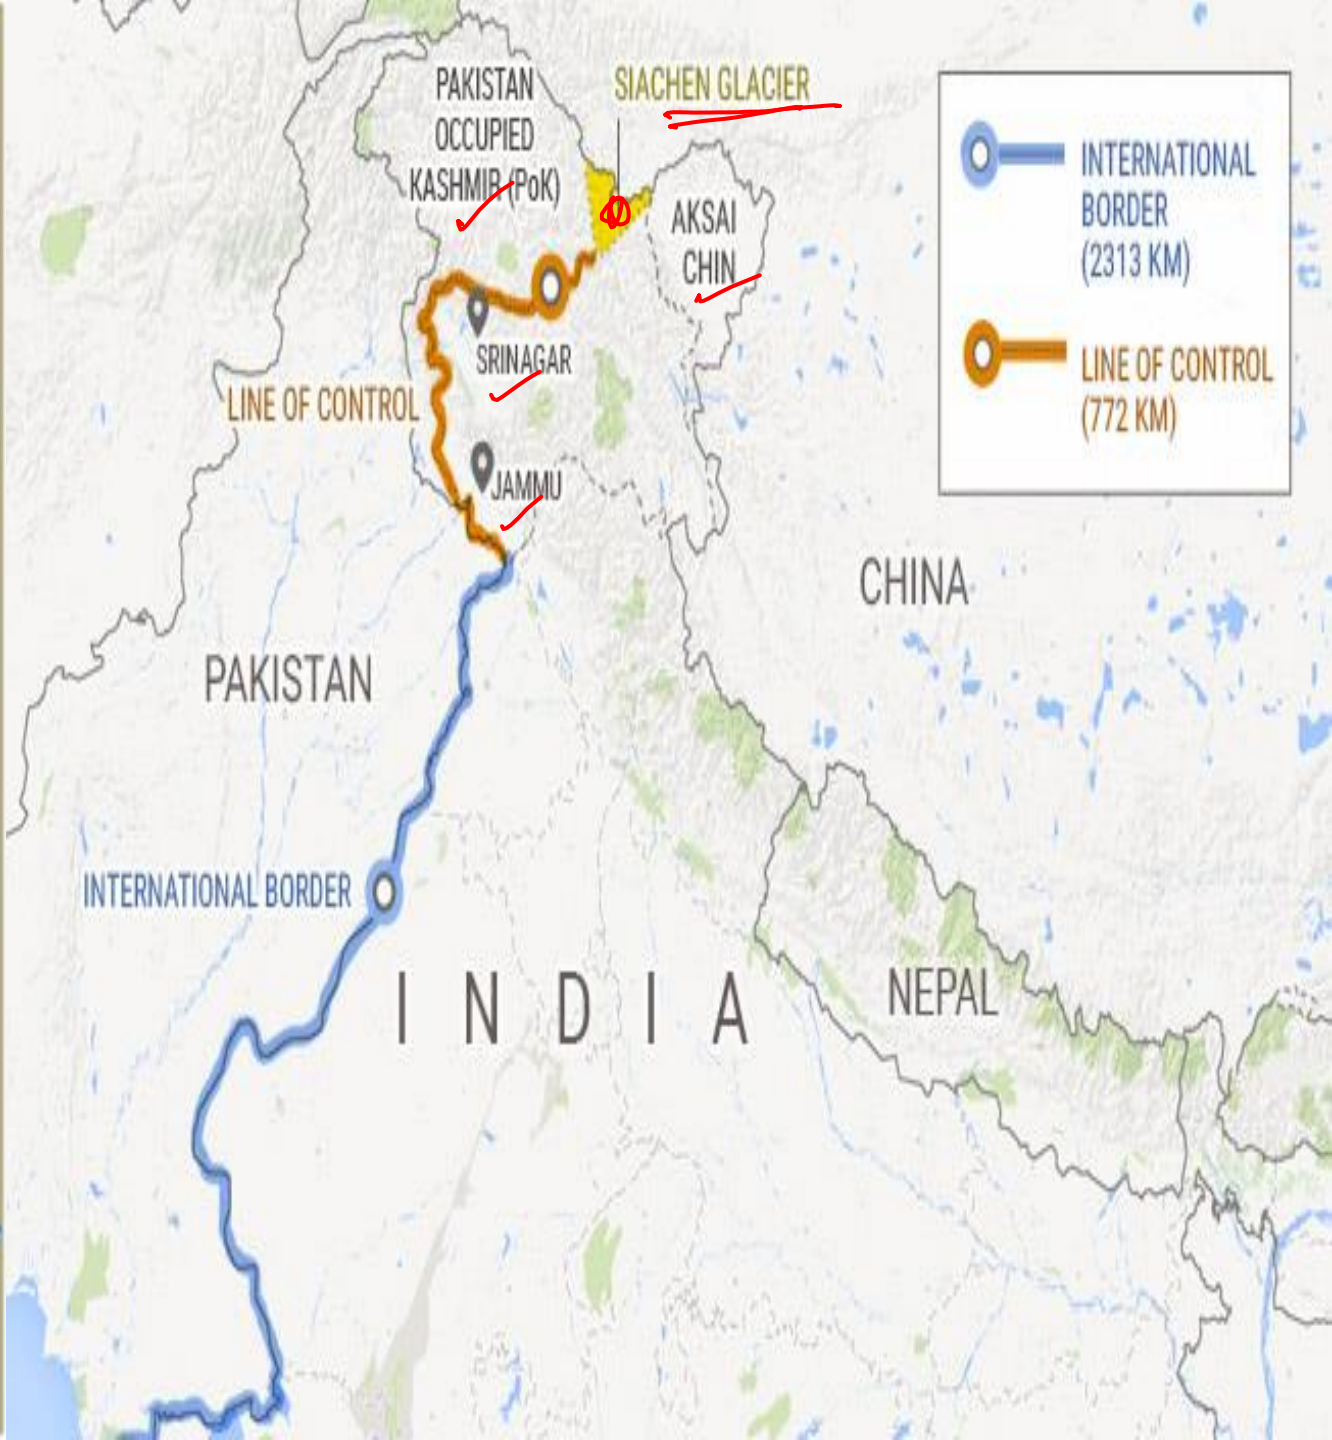 PAKISTAN
OCCUPIED
KASHMIR (PoK)
SIACHEN GLACIER
AKSAI
CHIN
INTERNATIONAL
BORDER
(2313 KM)
LINE OF CONTROL
(772 KM)
SRINAGAR
LINE OF CONTROL
JAMMU
CHINA
PAKISTAN
INTERNATIONAL BORDER
INDIA
NEPAL